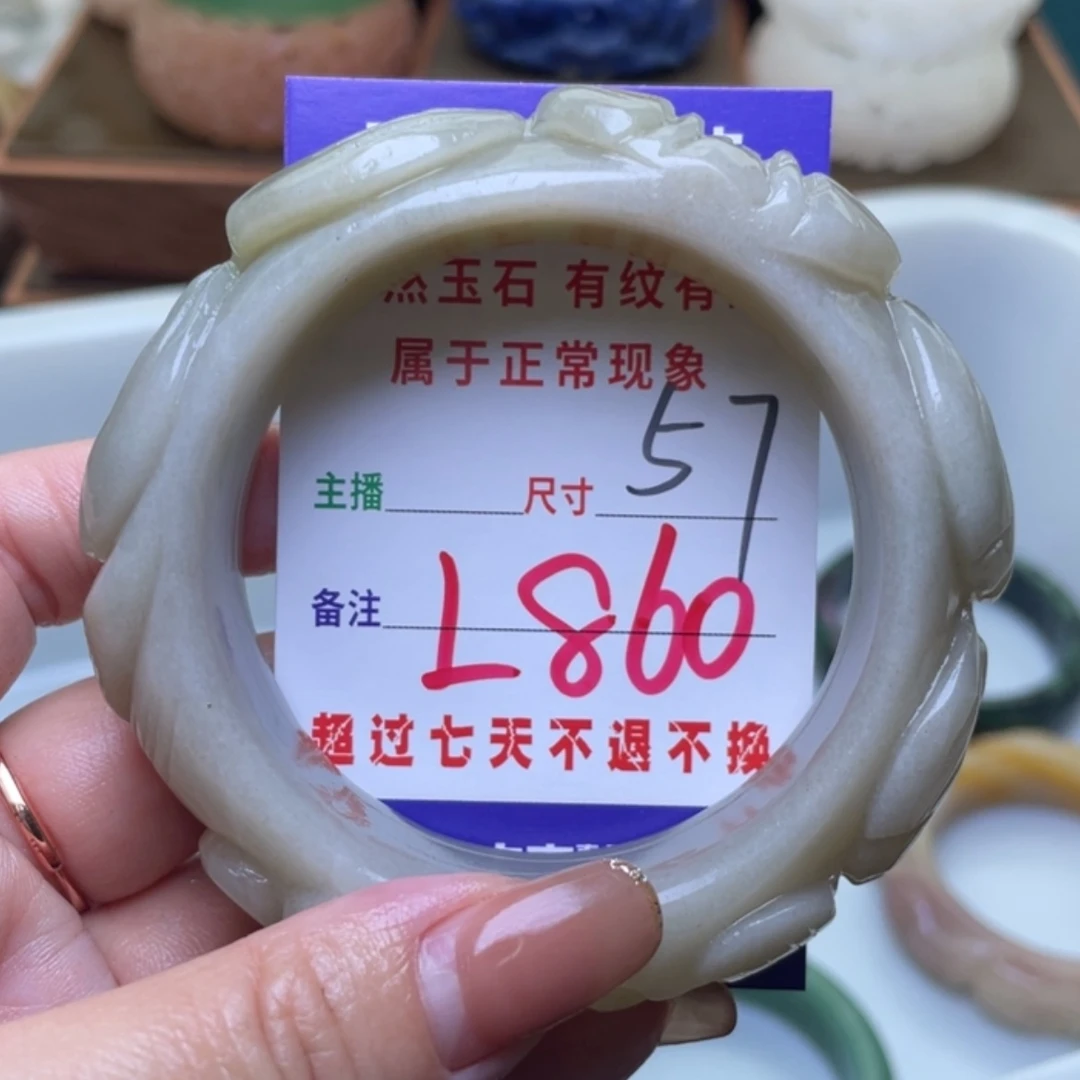 然玉石 有纹有
属于正常现象
57
主播 尺寸
备注 L860
超过七天不退不换